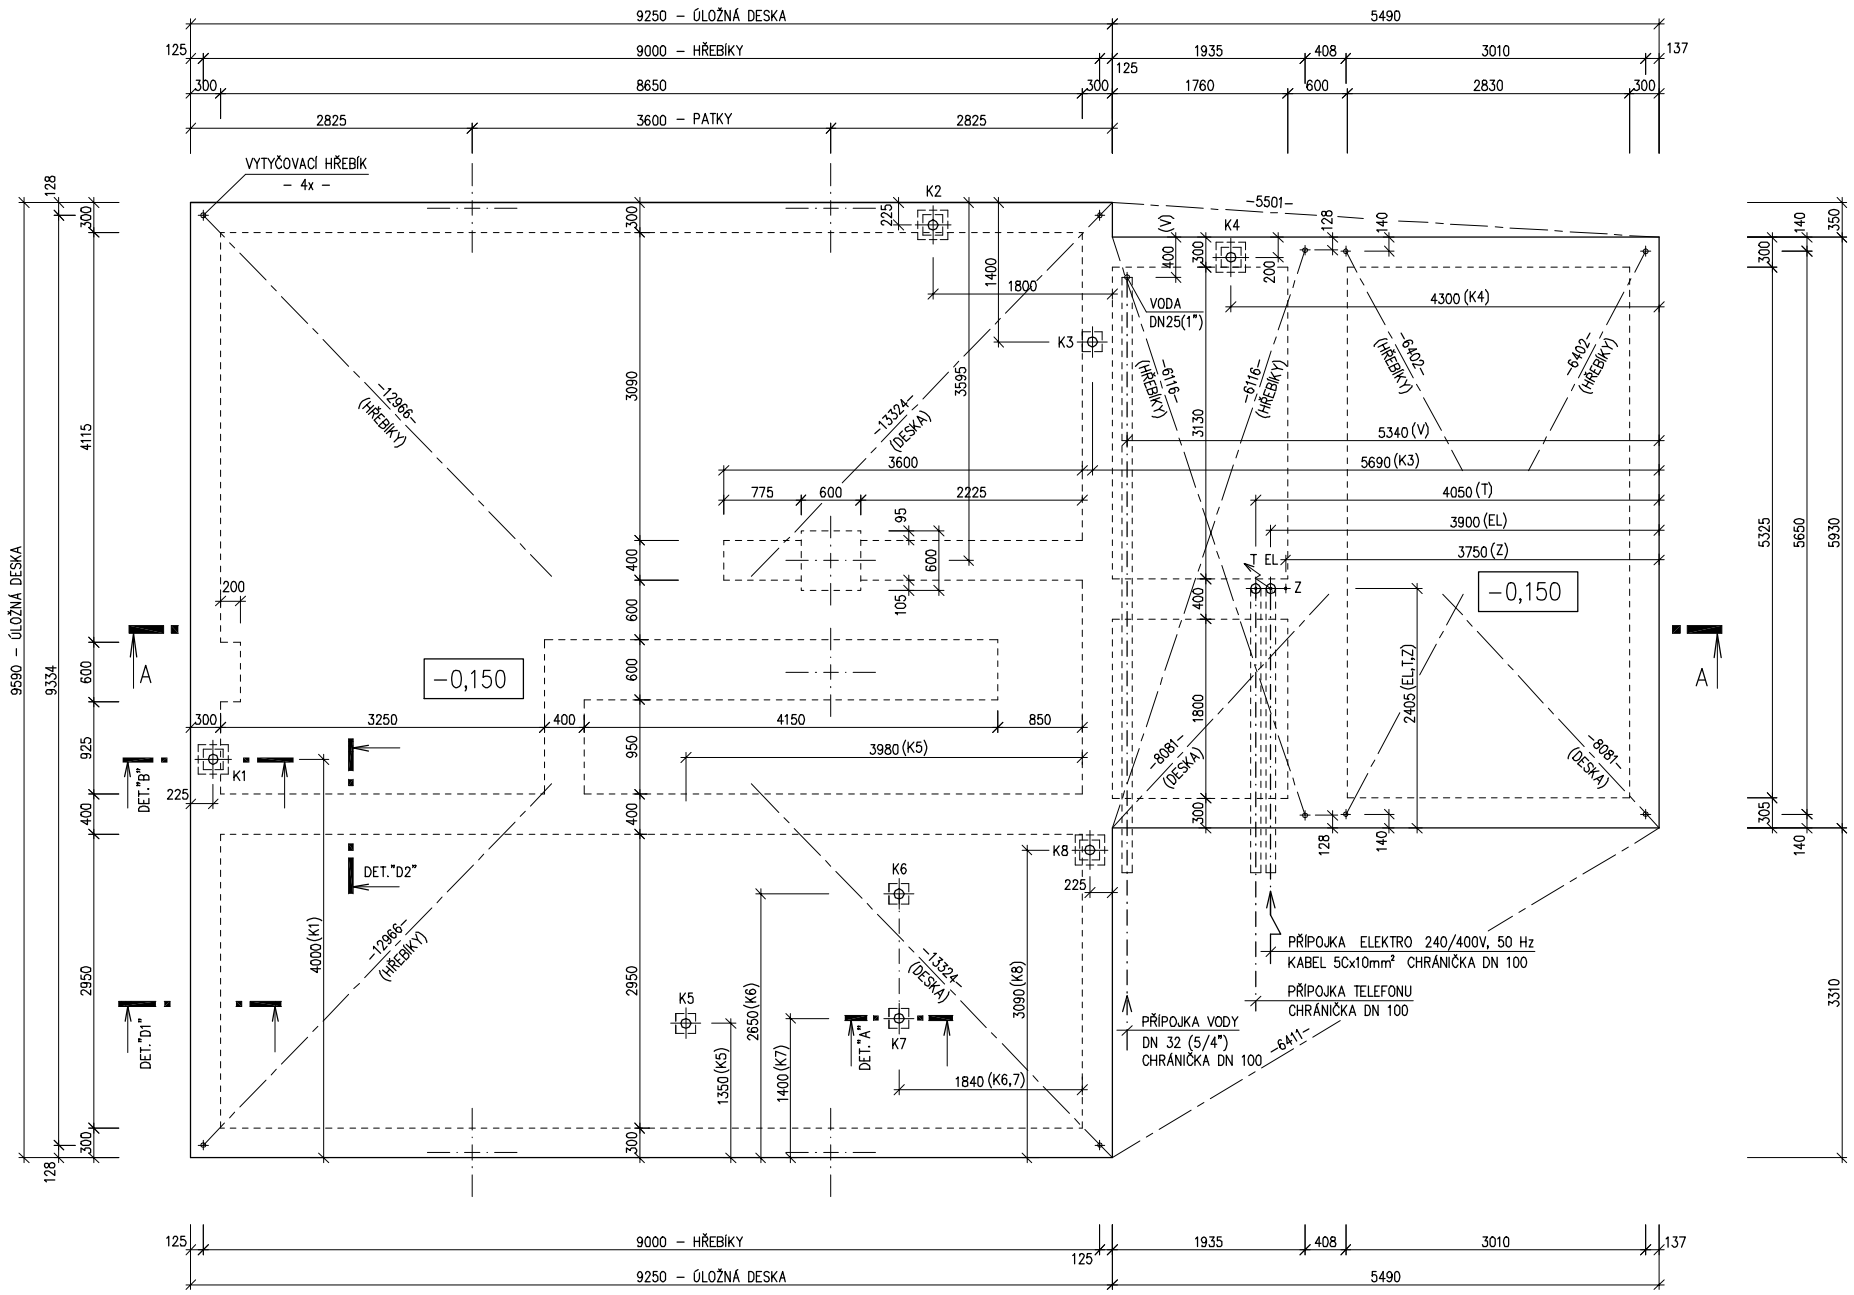 9250 - ÚLOŽNÁ DESKA
5490
125
9000 - HŘEBÍKY
125
1935
408
3010
137
300
8650
300
1760
600
2830
300
2825
3600 - PATKY
2825
VYTYČOVACÍ HŘEBÍK
- 4x -
128
300
300
225
K2
1400
1800
(V)
400
300
K4
200
-5501-
128
140
300
140
350
VODA
DN25(1")
4300 (K4)
K3
3595
3090
4115
-12966-
(HŘEBÍKY)
-13324-
(DESKA)
-6116-
(HŘEBÍKY)
-6116-
(HŘEBÍKY)
-6402-
(HŘEBÍKY)
-6402-
(HŘEBÍKY)
3130
5340 (V)
3600
5690 (K3)
775
600
2225
4050 (T)
95
3900 (EL)
400
600
3750 (Z)
5325
5650
5930
T EL
Z
-0,150
105
200
400
600
9590 - ÚLOŽNÁ DESKA
9334
A
600
-0,150
600
A
2405 (EL,T,Z)
1800
300
3250
400
4150
850
925
950
3980 (K5)
-8081-
(DESKA)
-8081-
(DESKA)
K1
DET."B"
225
400
400
300
305
128
140
140
K8
DET."D2"
K6
225
4000 (K1)
-12966-
(HŘEBÍKY)
-13324-
(DESKA)
PŘÍPOJKA ELEKTRO 240/400V, 50 Hz
KABEL 5Cx10mm² CHRÁNIČKA DN 100
2950
2950
2650 (K6)
3090 (K8)
3310
K5
PŘÍPOJKA TELEFONU
CHRÁNIČKA DN 100
DET."D1"
1350 (K5)
1400 (K7)
DET."A"
K7
PŘÍPOJKA VODY
DN 32 (5/4")
CHRÁNIČKA DN 100
-6411-
1840 (K6,7)
300
300
128
125
9000 - HŘEBÍKY
125
1935
408
3010
137
9250 - ÚLOŽNÁ DESKA
5490